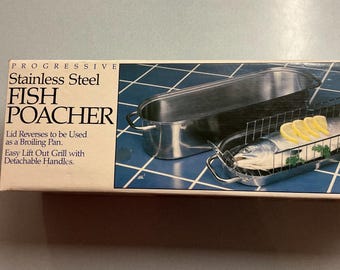 PROGRESSIVE
Stainless Steel
FISH
POACHER
Lid Reverses to be Used
as a Broiling Pan.
Easy Lift Out Grill with
Detachable Handles.